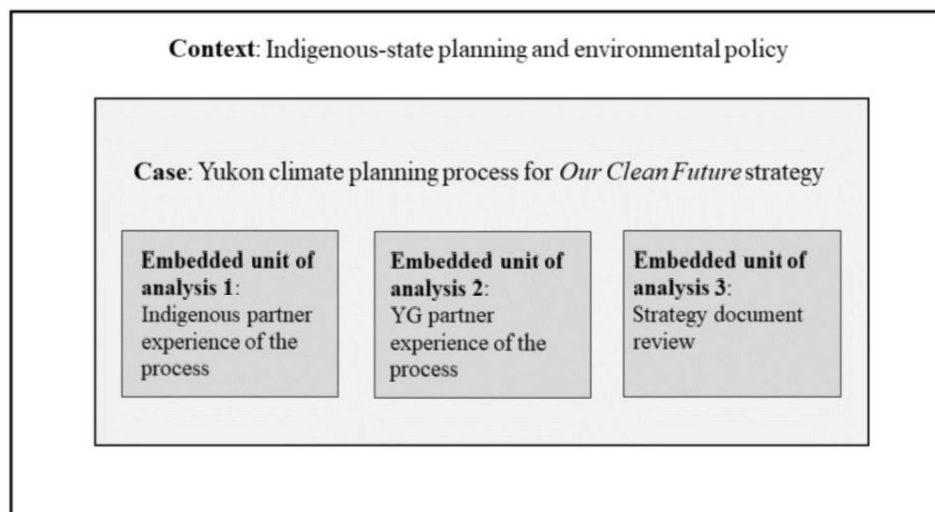 Context: Indigenous-state planning and environmental policy
Case: Yukon climate planning process for Our Clean Future strategy
Embedded unit of
analysis 1:
Indigenous partner
experience of the
process
Embedded unit of
analysis 2:
YG partner
experience of the
process
Embedded unit of
analysis 3:
Strategy document
review